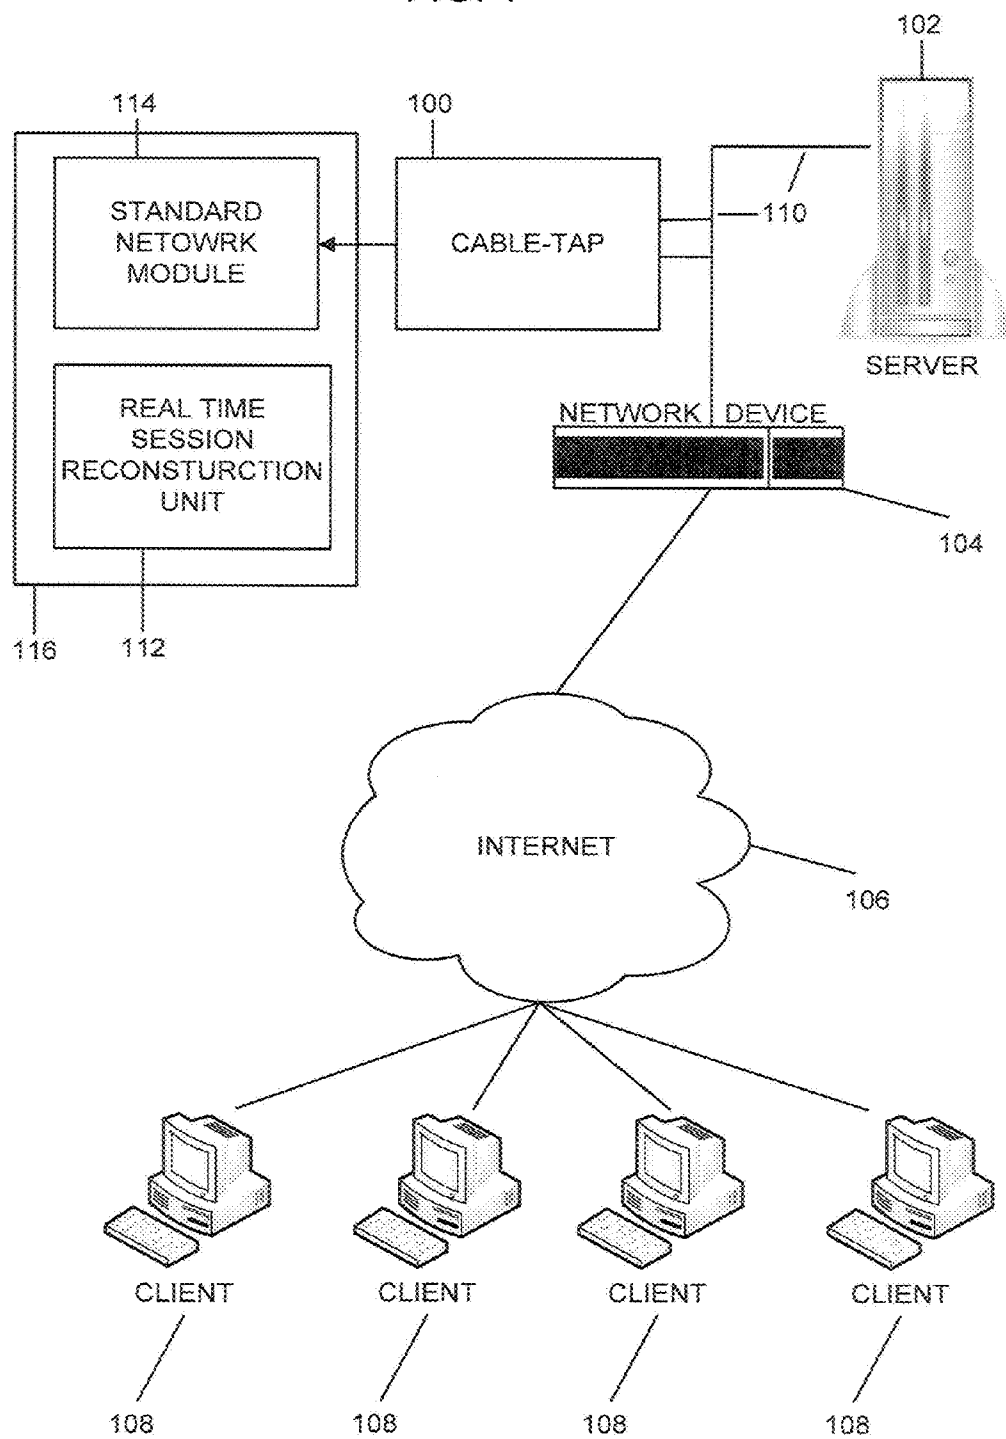 102
114
100
STANDARD
NETOWRK
MODULE
CABLE-TAP
110
SERVER
REAL TIME
SESSION
RECONSTURCTION
UNIT
NETWORK DEVICE
104
116
112
INTERNET
106
CLIENT CLIENT CLIENT CLIENT
108 108 108 108